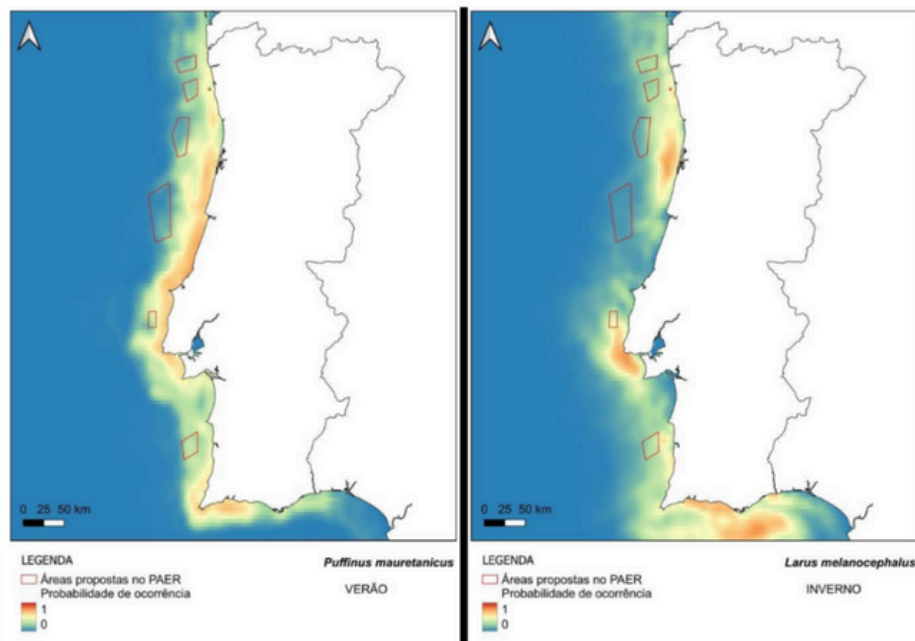 0 25 50 km
LEGENDA
Áreas propostas no PAER
Probabilidade de ocorrência
1
0
Puffinus mauretanicus
VERÃO
0 25 50 km
LEGENDA
Áreas propostas no PAER
Probabilidade de ocorrência
1
0
Larus melanocephalus
INVERNO